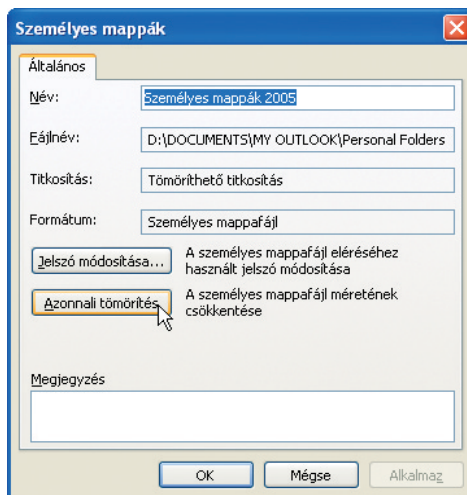 Személyes mappák
Általános
Név: Személyes mappák 2005
Fájlnév: D:\DOCUMENTS\MY OUTLOOK\Personal Folders
Titkosítás: Tömöríthető titkosítás
Formátum: Személyes mappafájl
Jelszó módosítása... A személyes mappafájl eléréséhez
használt jelszó módosítása
Azonnali tömörítés A személyes mappafájl méretének
csökkentése
Megjegyzés
OK Mégse Alkalmaz